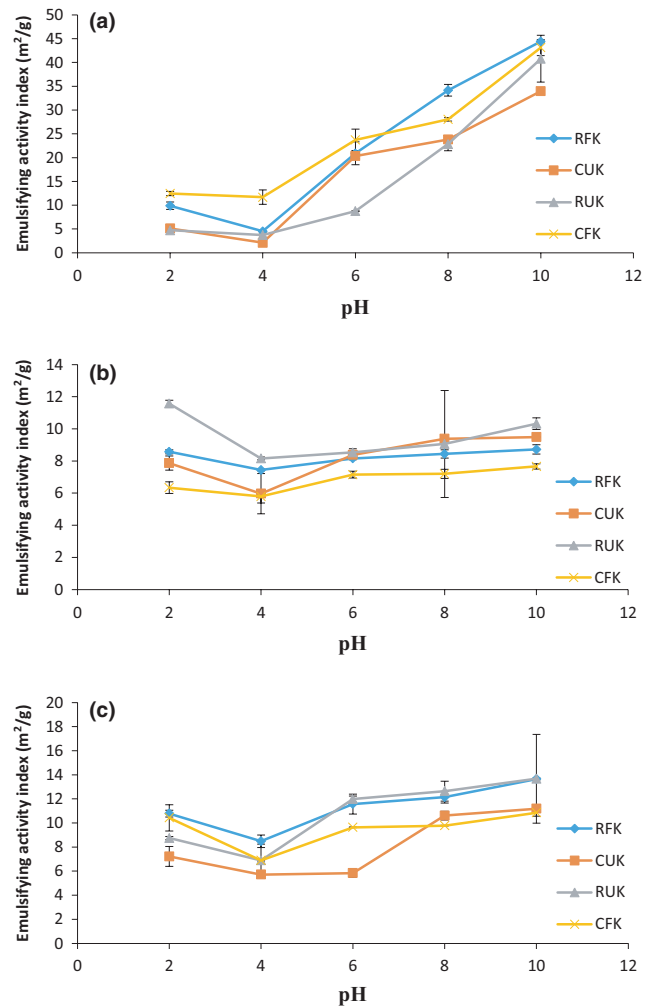 (a)
Emulsifying activity index (m²/g)
50
45
40
35
30
25
20
15
10
5
0
0 2 4 6 8 10 12
pH
RFK
CUK
RUK
CFK
(b)
Emulsifying activity index (m²/g)
14
12
10
8
6
4
2
0
0 2 4 6 8 10 12
pH
RFK
CUK
RUK
CFK
(c)
Emulsifying activity index (m²/g)
20
18
16
14
12
10
8
6
4
2
0
0 2 4 6 8 10 12
pH
RFK
CUK
RUK
CFK